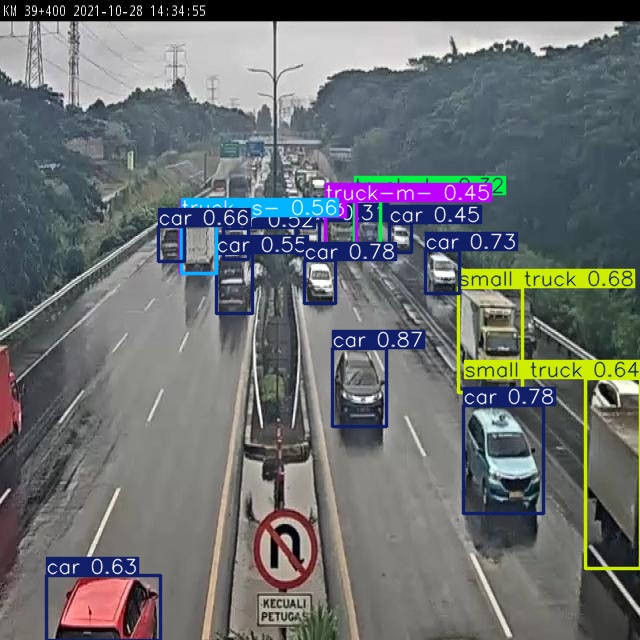 KM 39+400 2021-10-28 14:34:55
truck-m- 0.45
car 0.66
car 0.45
car 0.55
car 0.78
car 0.73
small truck 0.68
car 0.87
small truck 0.64
car 0.78
car 0.63
KECUALI
PETUGAS